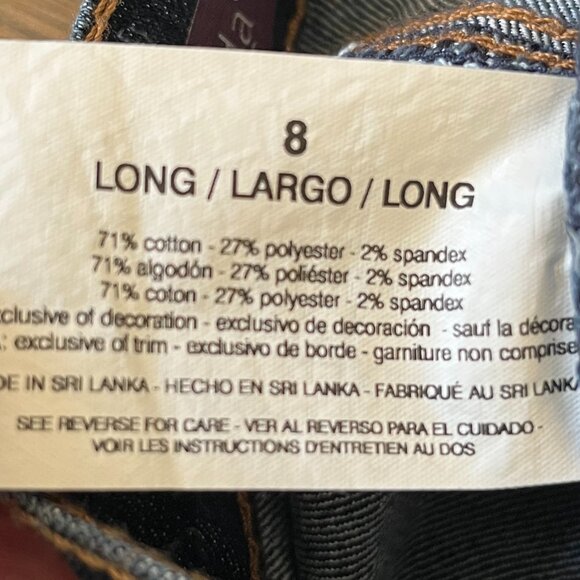 8
LONG / LARGO / LONG
71% cotton - 27% polyester - 2% spandex
71% algodón - 27% poliéster - 2% spandex
71% coton - 27% polyester - 2% spandex
clusive of decoration - exclusivo de decoración - sauf la décora
: exclusive of trim - exclusivo de borde - garniture non comprise
DE IN SRI LANKA - HECHO EN SRI LANKA - FABRIQUÉ AU SRI LANKA
SEE REVERSE FOR CARE - VER AL REVERSO PARA EL CUIDADO -
VOIR LES INSTRUCTIONS D'ENTRETIEN AU DOS